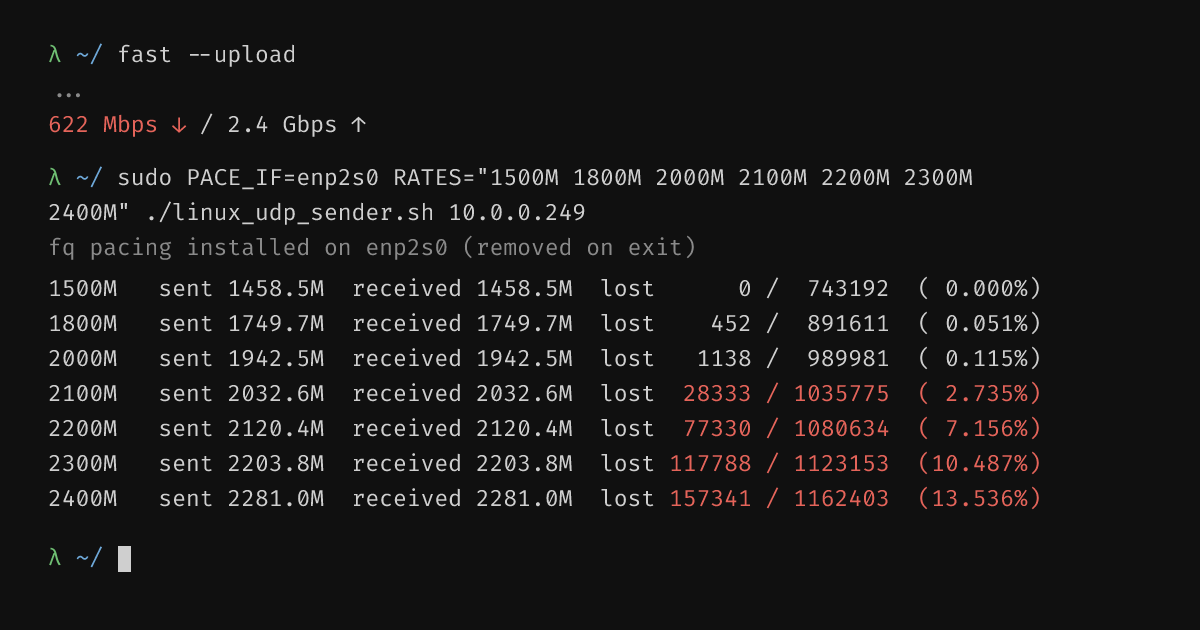 λ ~/ fast --upload
...
622 Mbps ↓ / 2.4 Gbps ↑
λ ~/ sudo PACE_IF=enp2s0 RATES="1500M 1800M 2000M 2100M 2200M 2300M
2400M" ./linux_udp_sender.sh 10.0.0.249
fq pacing installed on enp2s0 (removed on exit)
1500M   sent 1458.5M  received 1458.5M  lost      0 /  743192  ( 0.000%)
1800M   sent 1749.7M  received 1749.7M  lost    452 /  891611  ( 0.051%)
2000M   sent 1942.5M  received 1942.5M  lost   1138 /  989981  ( 0.115%)
2100M   sent 2032.6M  received 2032.6M  lost  28333 / 1035775  ( 2.735%)
2200M   sent 2120.4M  received 2120.4M  lost  77330 / 1080634  ( 7.156%)
2300M   sent 2203.8M  received 2203.8M  lost 117788 / 1123153  (10.487%)
2400M   sent 2281.0M  received 2281.0M  lost 157341 / 1162403  (13.536%)
λ ~/